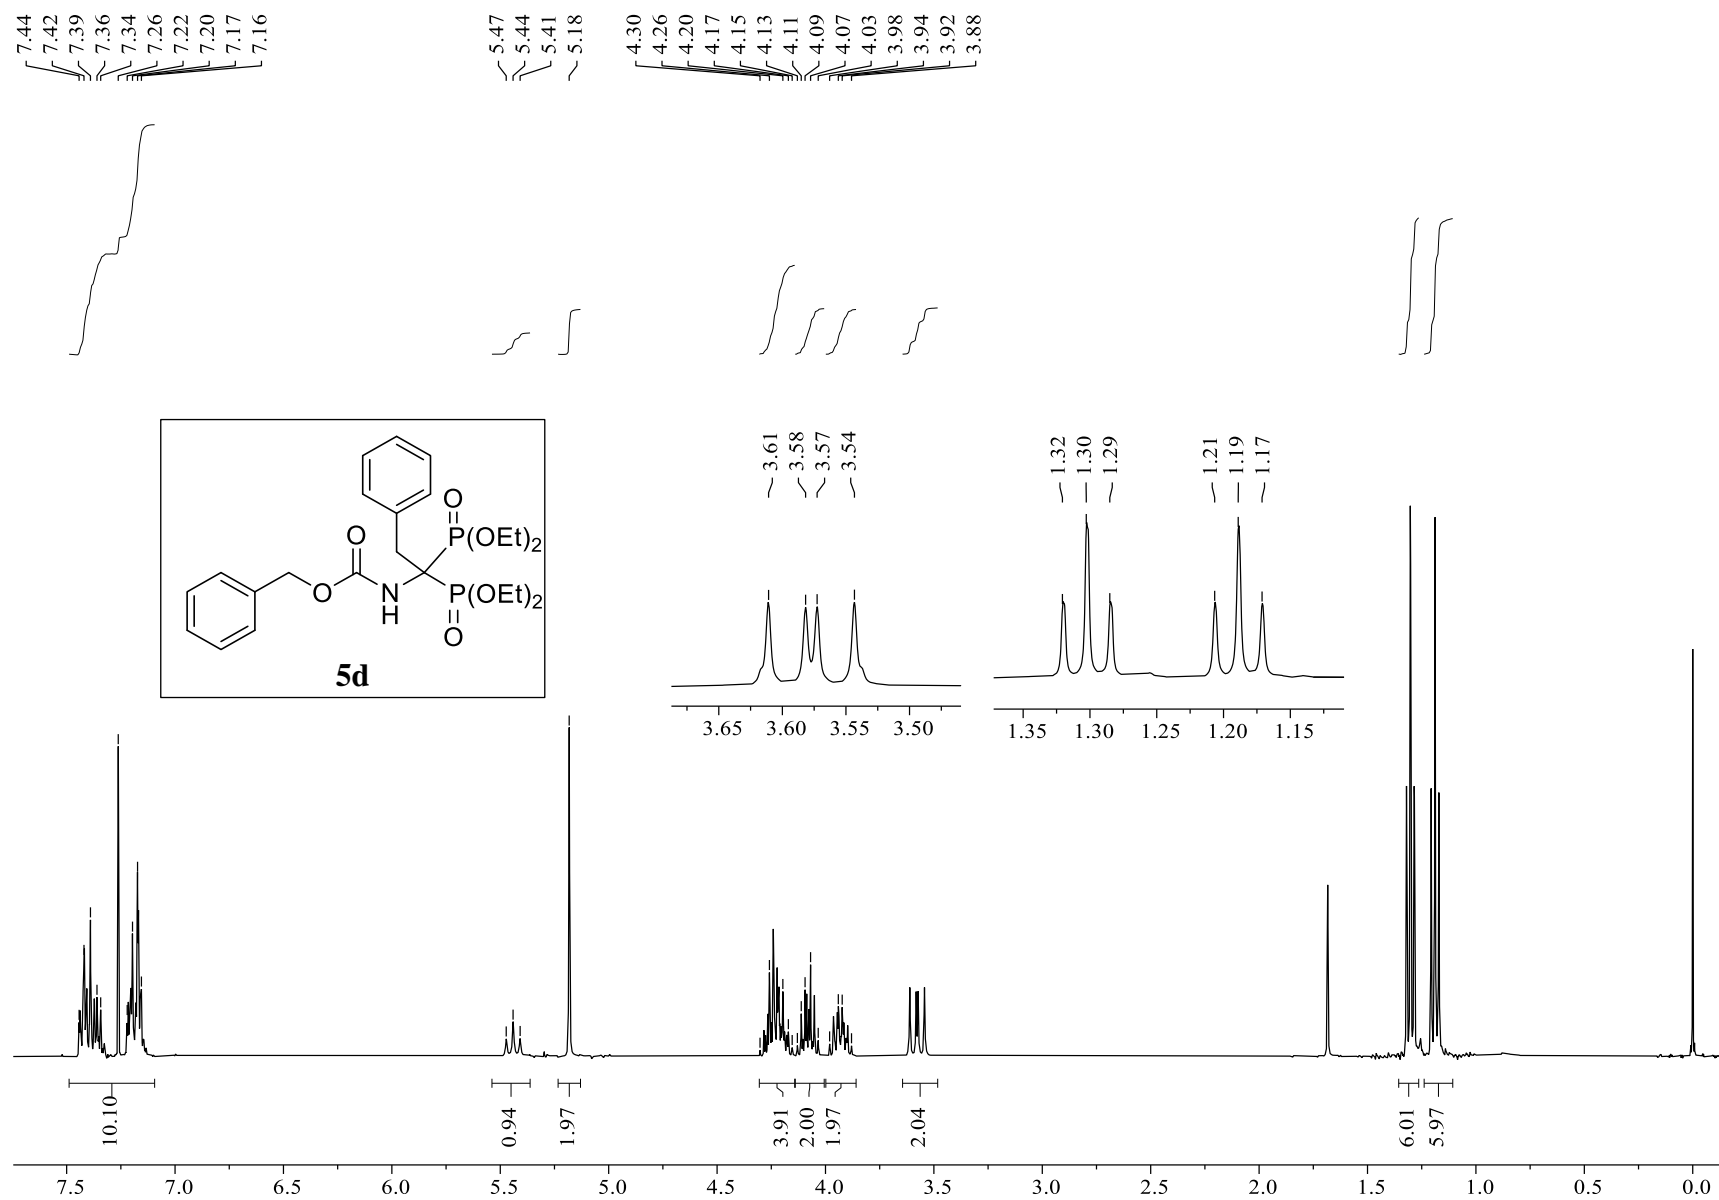 7.44 7.42 7.39 7.36 7.34 7.26 7.22 7.20 7.17 7.16 5.47 5.44 5.41 5.18 4.30 4.26 4.20 4.17 4.15 4.13 4.11 4.09 4.07 4.03 3.98 3.94 3.92 3.88
3.61 3.58 3.57 3.54 1.32 1.30 1.29 1.21 1.19 1.17
O
P(OEt)2
O
P(OEt)2
O
N
H
O
5d
3.65 3.60 3.55 3.50 1.35 1.30 1.25 1.20 1.15
10.10 0.94 1.97 3.91 2.00 1.97 2.04 6.01 5.97
7.5 7.0 6.5 6.0 5.5 5.0 4.5 4.0 3.5 3.0 2.5 2.0 1.5 1.0 0.5 0.0